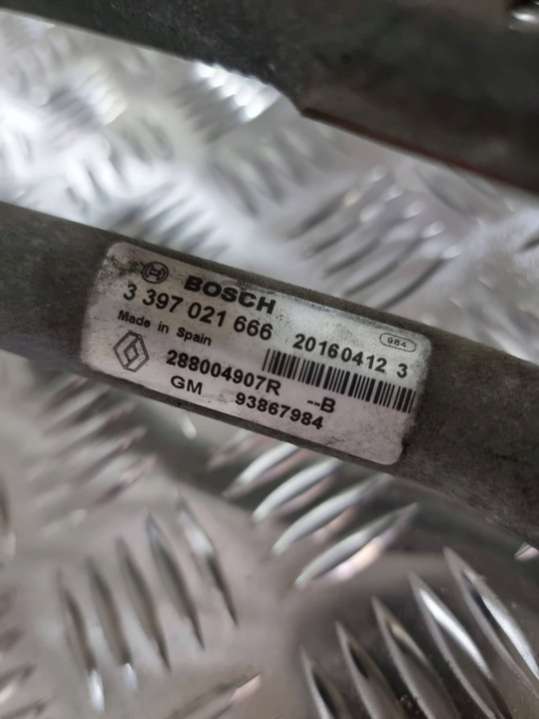 BOSCH
3 397 021 666
20160412 3
984
Made in Spain
288004907R --B
GM 93867984